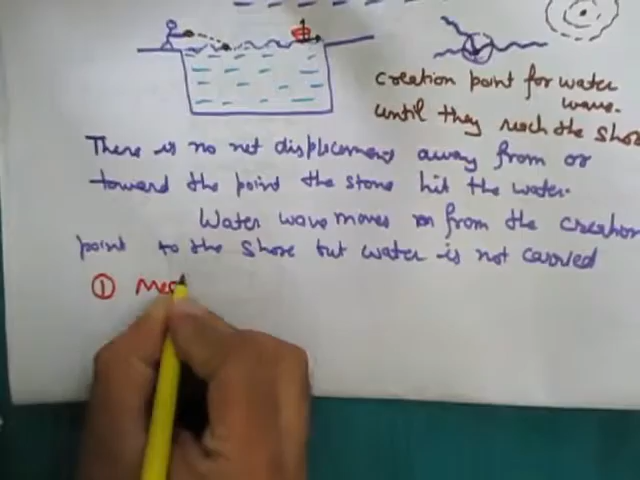 creation point for water
wave.
until they reach the shore
There is no net displacement away from or
toward the point the stone hit the water.
Water wave moves on from the creation
point to the shore but water is not carried
① Mec